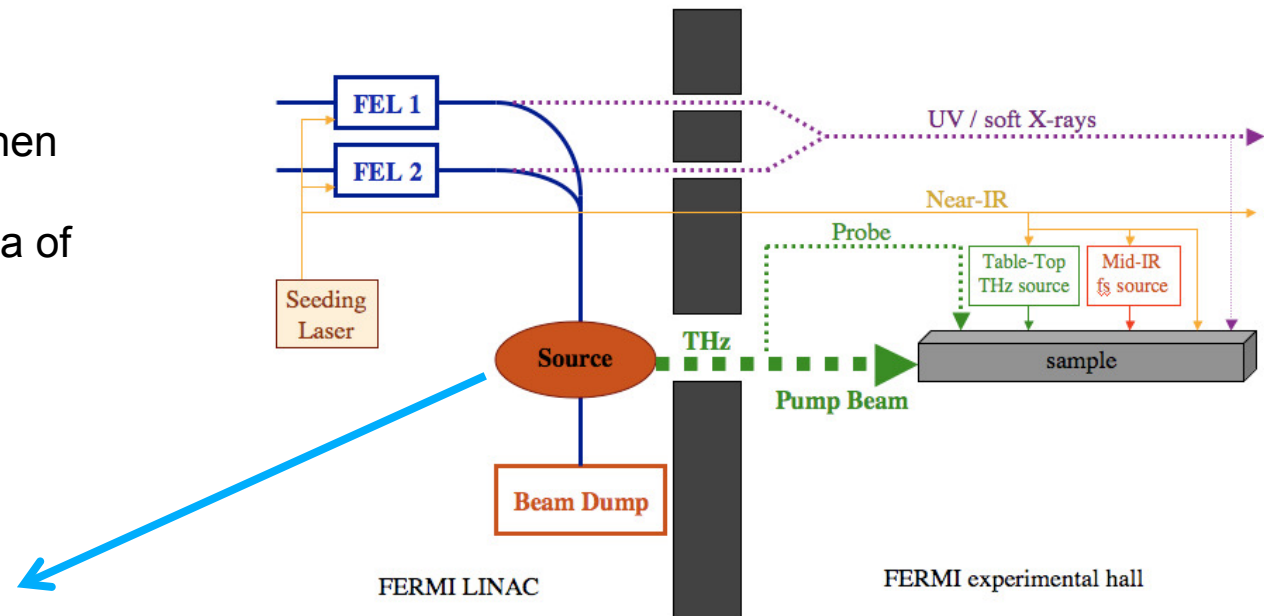 hen
a of
FEL 1
FEL 2
UV / soft X-rays
Near-IR
Probe
Table-Top
THz source
Mid-IR
fs source
Seeding
Laser
Source
THz
Pump Beam
sample
Beam Dump
FERMI LINAC
FERMI experimental hall